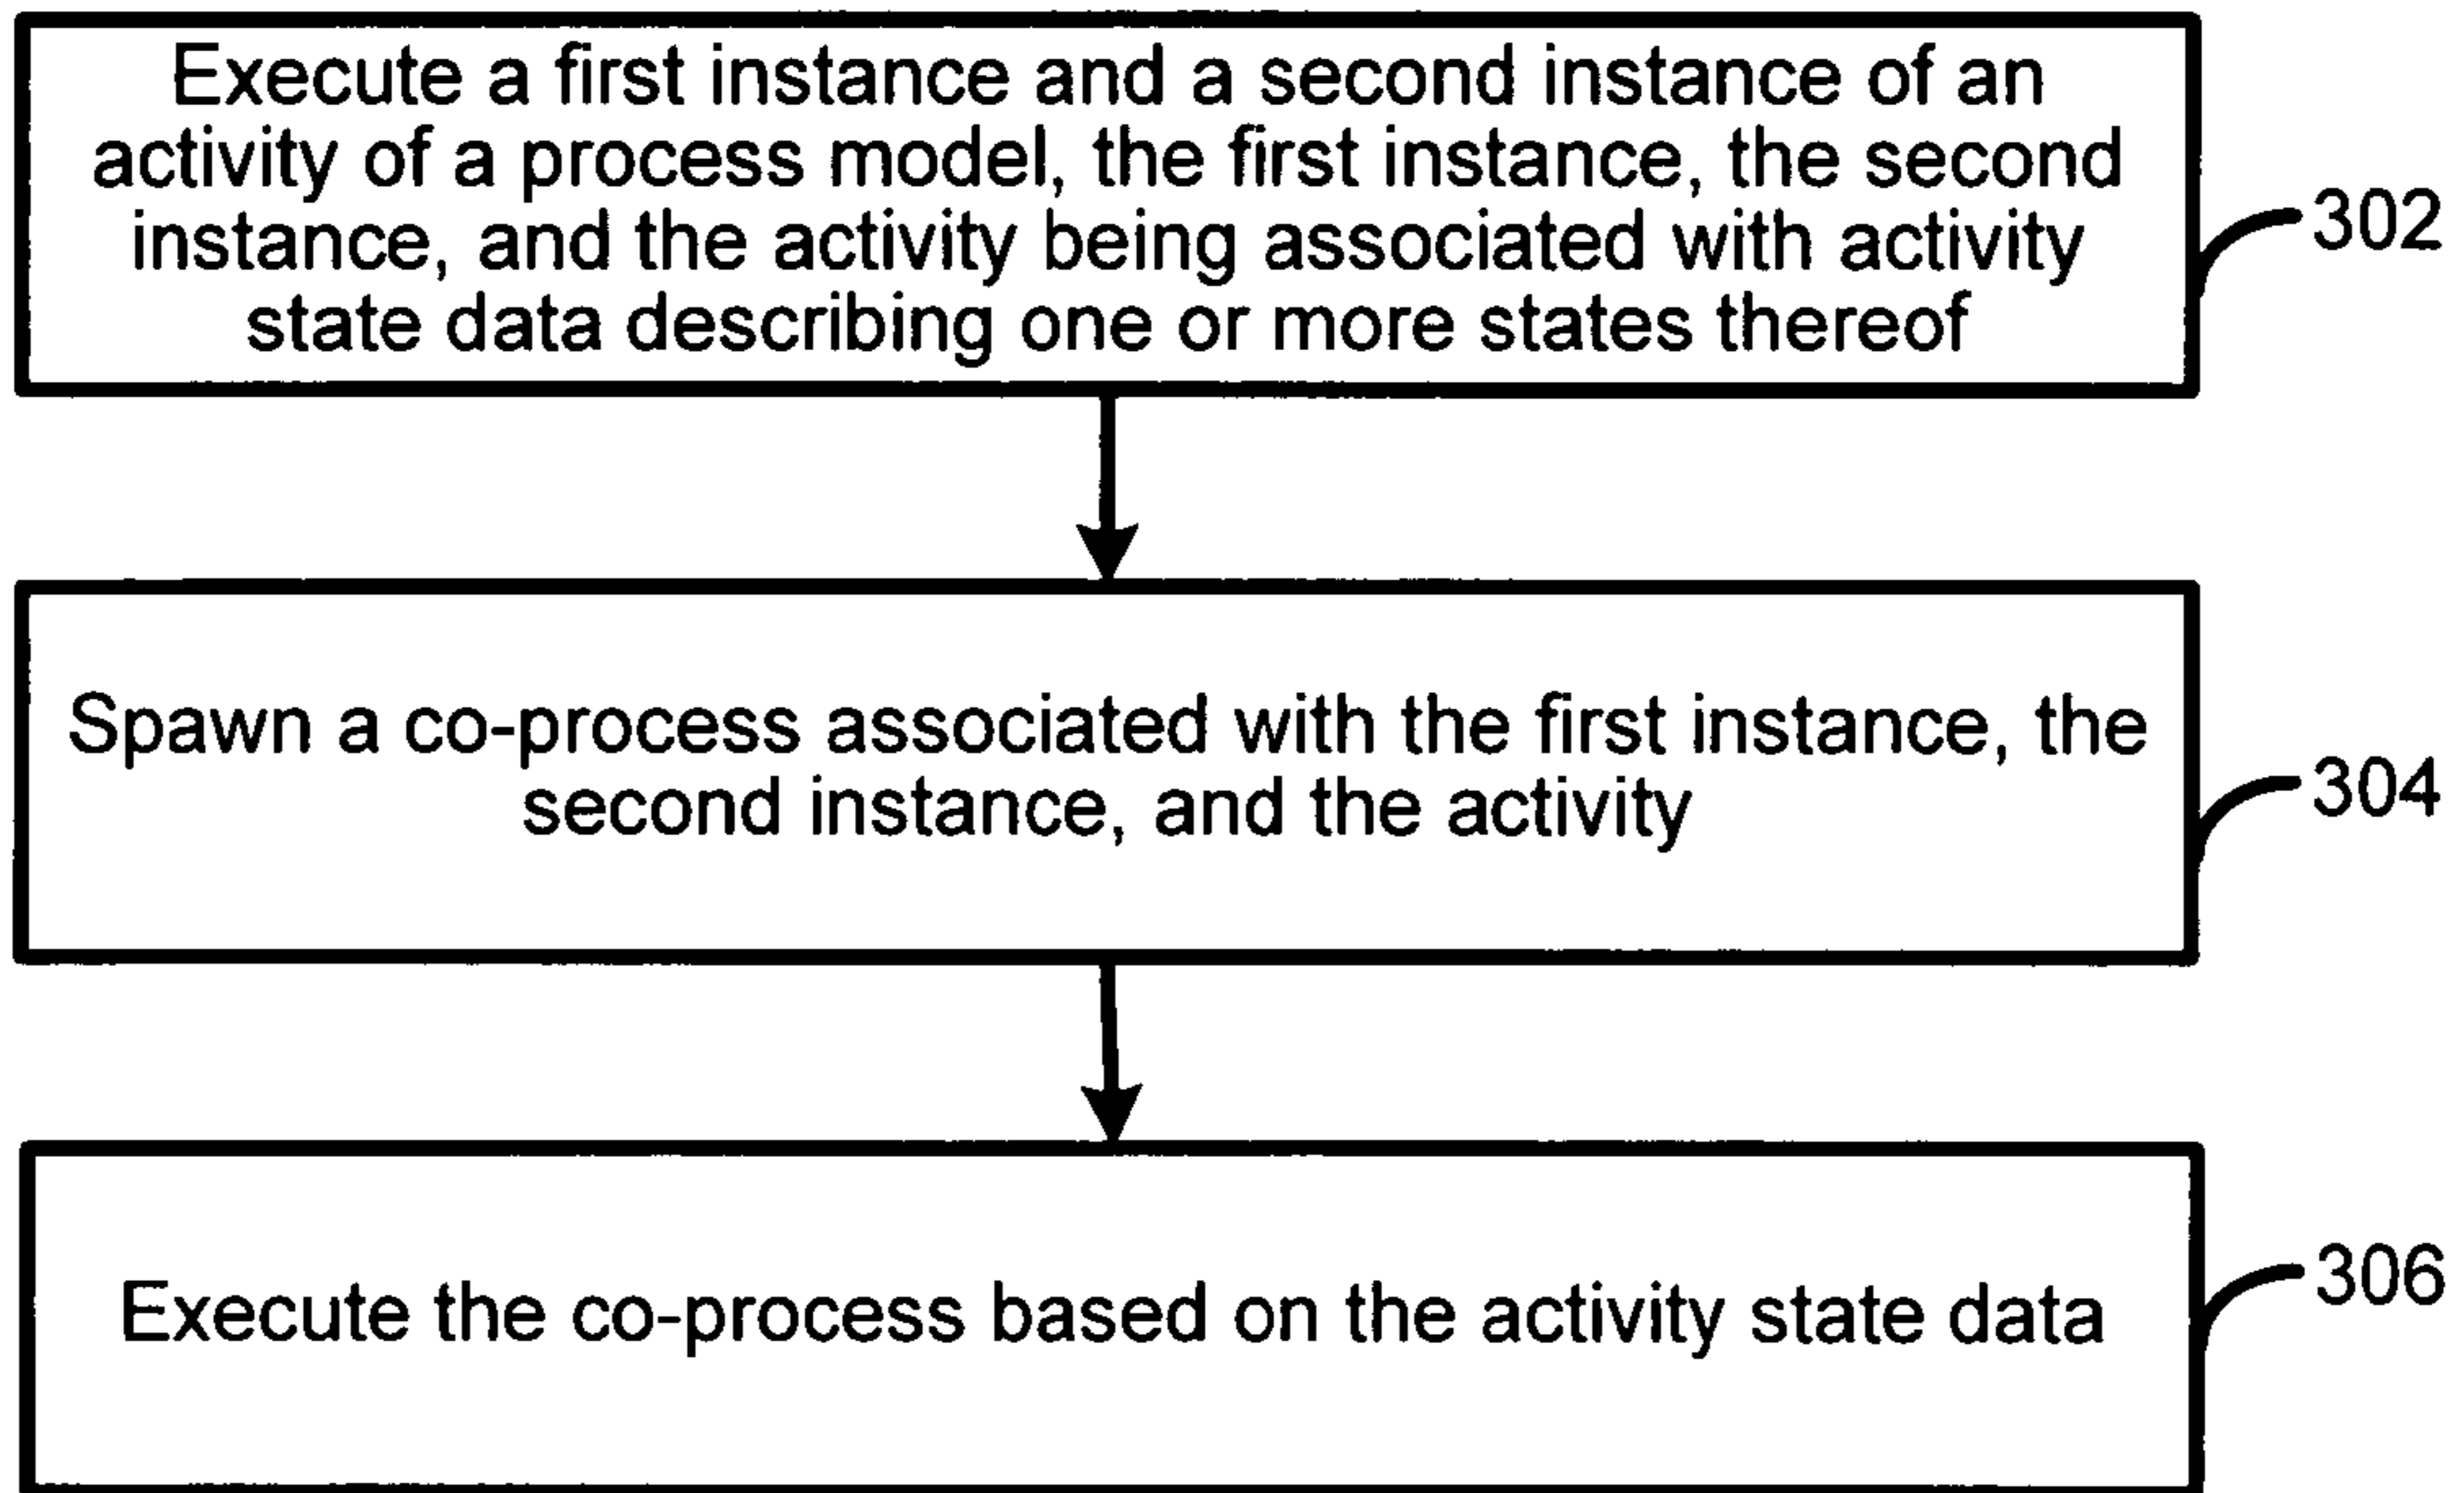 Execute a first instance and a second instance of an
activity of a process model, the first instance, the second
instance, and the activity being associated with activity
state data describing one or more states thereof
302
Spawn a co-process associated with the first instance, the
second instance, and the activity
304
Execute the co-process based on the activity state data
306